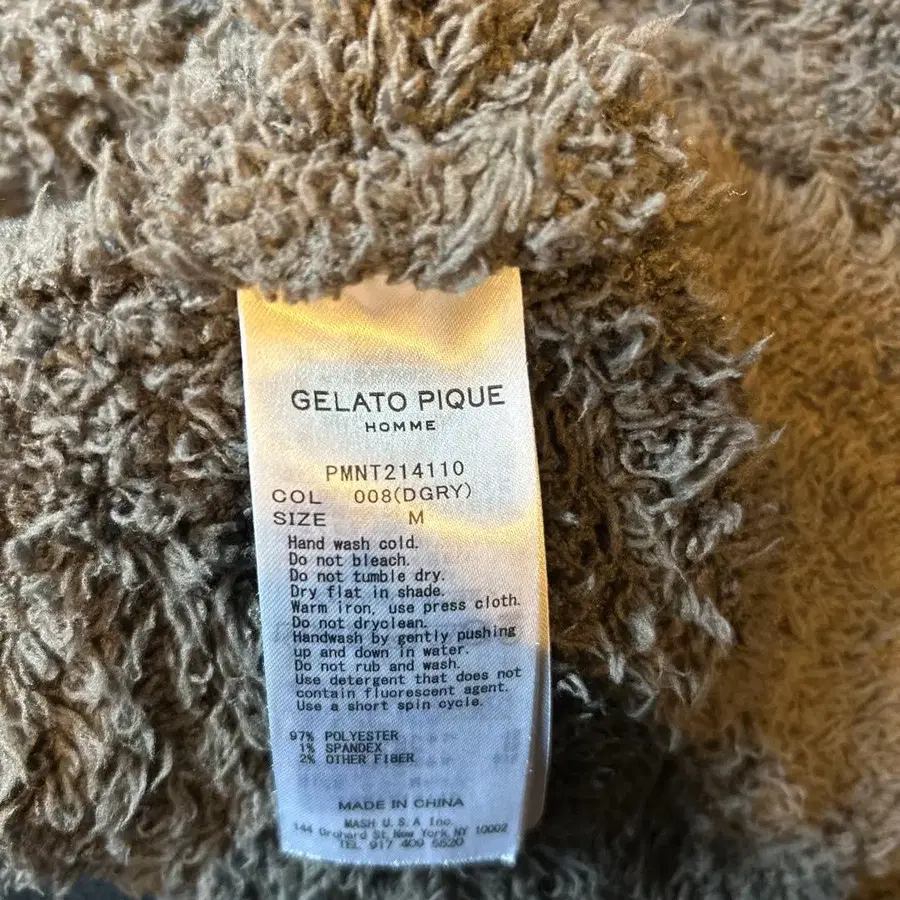 GELATO PIQUE
HOMME
PMNT214110
COL 008(DGRY)
SIZE M
Hand wash cold.
Do not bleach.
Do not tumble dry.
Dry flat in shade.
Warm iron, use press cloth.
Do not dryclean.
Handwash by gently pushing
up and down in water.
Do not rub and wash.
Use detergent that does not
contain fluorescent agent.
Use a short spin cycle.
97% POLYESTER
1% SPANDEX
2% OTHER FIBER
MADE IN CHINA
MASH U.S.A Inc.
144 Orchard St, New York NY 10002
TEL 917 409 5520